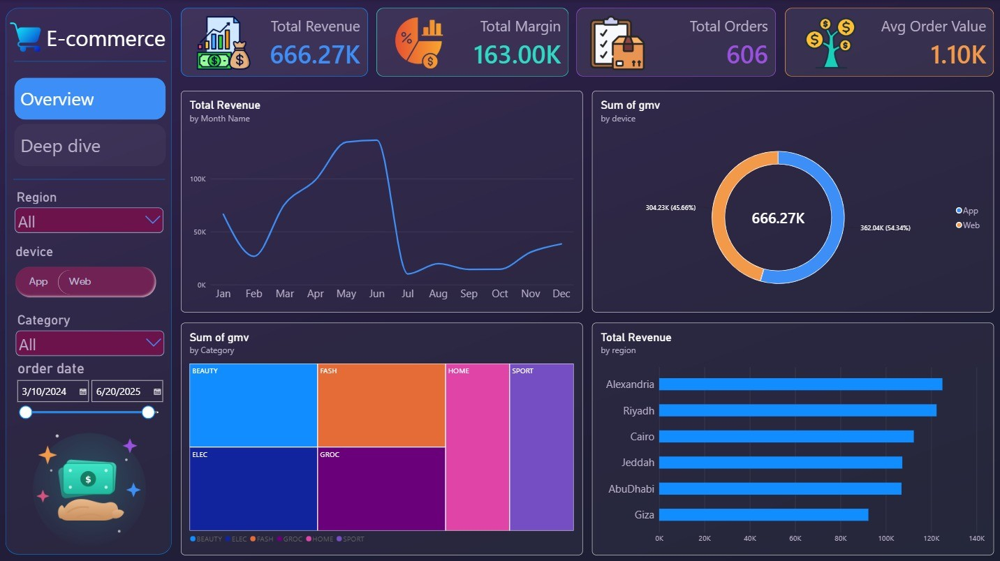 E-commerce
Overview
Deep dive
Region
All
device
App Web
Category
All
order date
3/10/2024 6/20/2025
$
Total Revenue
666.27K
Total Margin
163.00K
Total Orders
606
Avg Order Value
1.10K
Total Revenue
by Month Name
100K
50K
0K
Jan Feb Mar Apr May Jun Jul Aug Sep Oct Nov Dec
Sum of gmv
by device
304.23K (45.66%)
666.27K
362.04K (54.34%)
App
Web
Sum of gmv
by Category
BEAUTY FASH HOME SPORT
ELEC GROC
BEAUTY ELEC FASH GROC HOME SPORT
Total Revenue
by region
Alexandria
Riyadh
Cairo
Jeddah
AbuDhabi
Giza
0K 20K 40K 60K 80K 100K 120K 140K